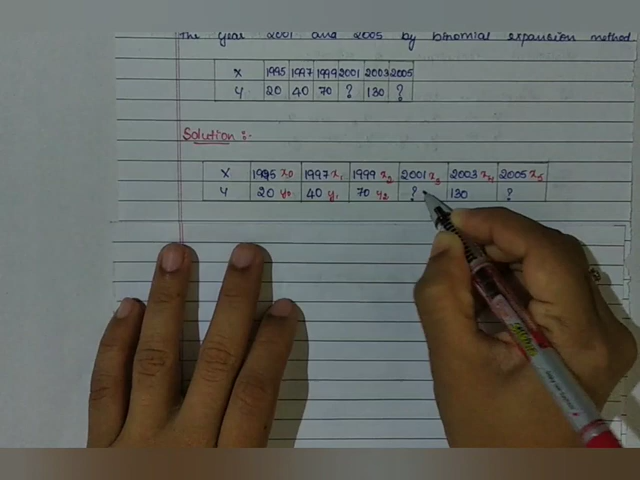 The year 2001 and 2005 by binomial expansion method
X 1995 1997 1999 2001 2003 2005
Y 20 40 70 ? 130 ?
Solution :-
X 1995 x0 1997 x1 1999 x2 2001 x3 2003 x4 2005 x5
Y 20 y0 40 y1 70 y2 ? 130 ?